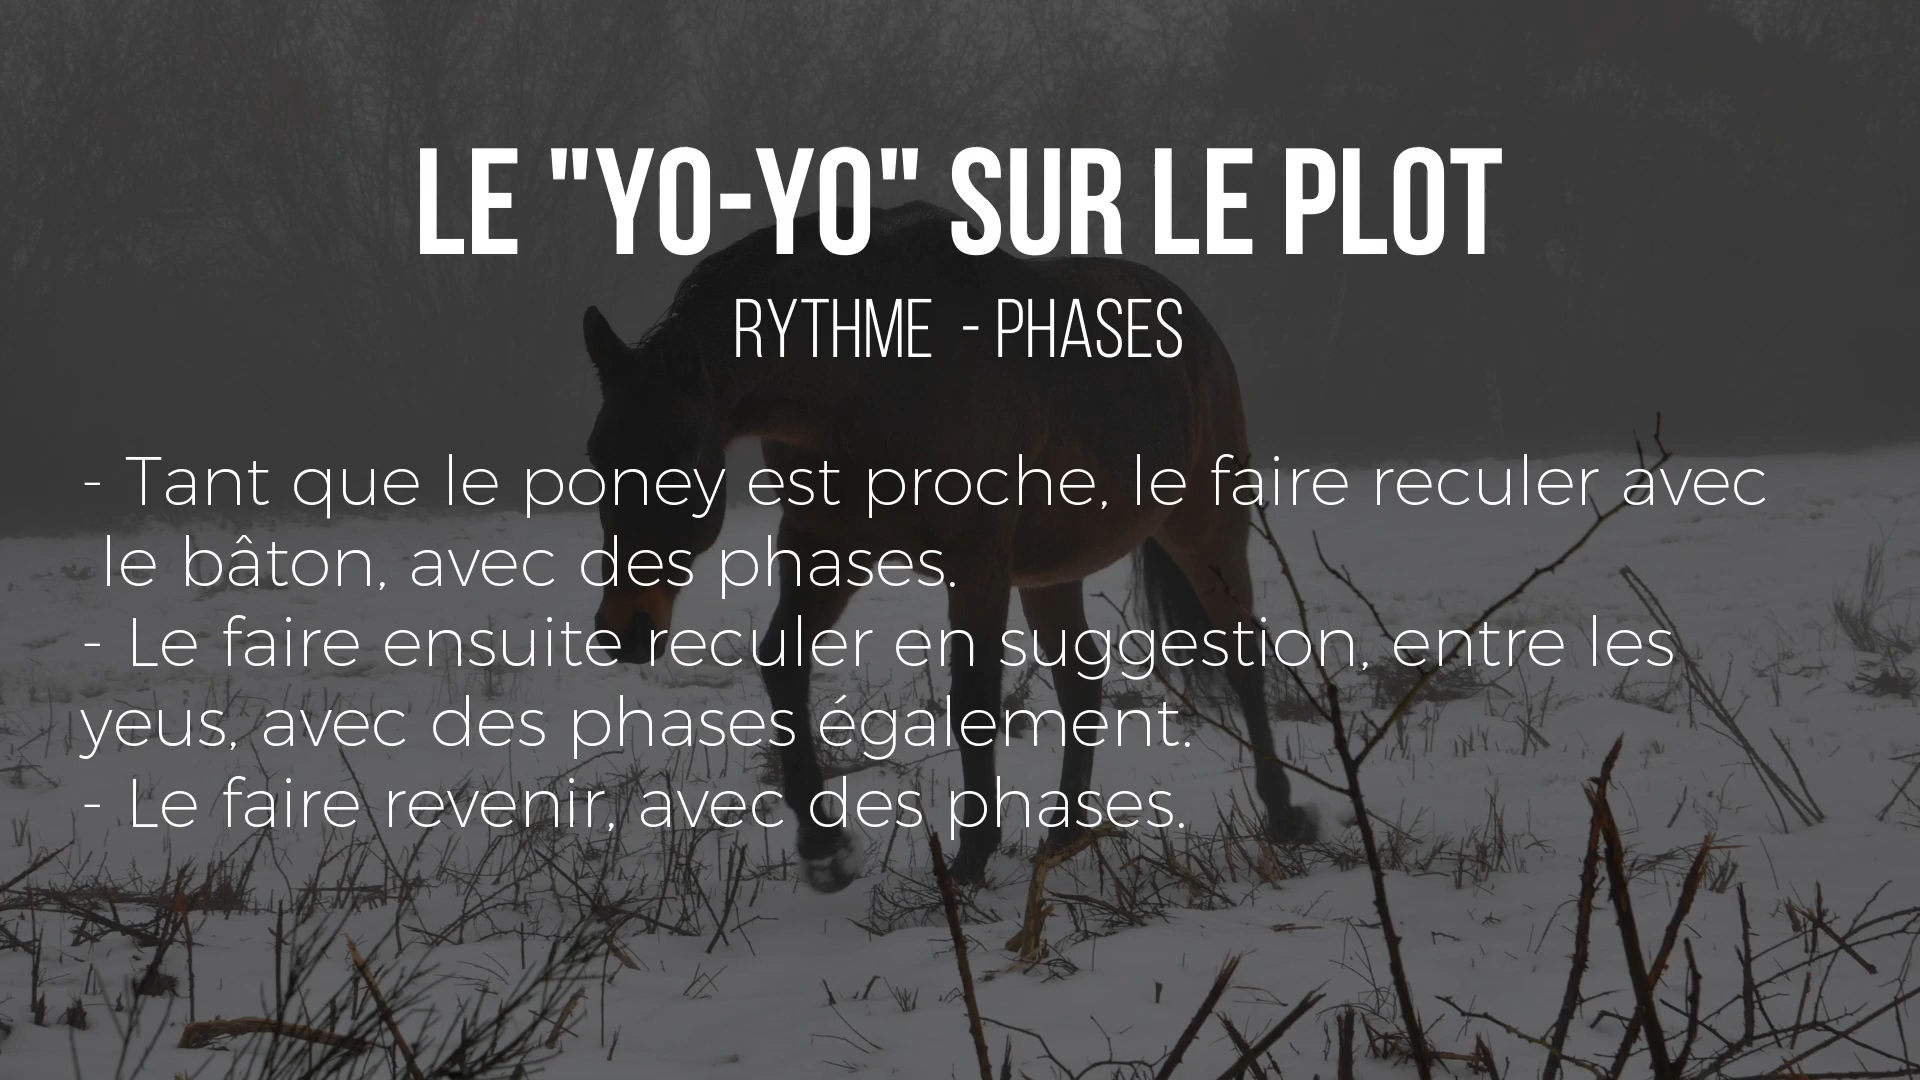 LE "YO-YO" SUR LE PLOT
RYTHME - PHASES
- Tant que le poney est proche, le faire reculer avec
le bâton, avec des phases.
- Le faire ensuite reculer en suggestion, entre les
yeus, avec des phases également.
- Le faire revenir, avec des phases.